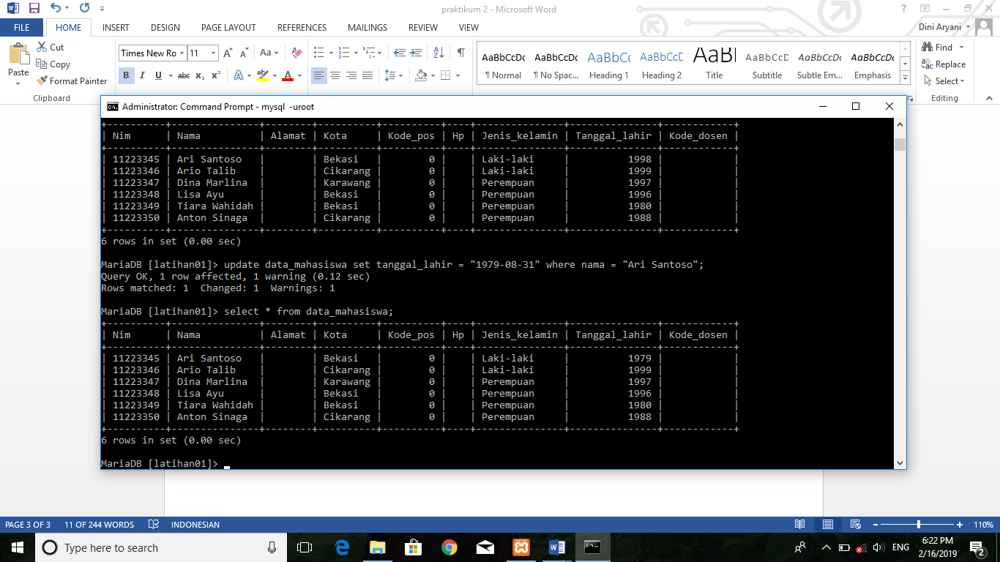 praktikum 2 - Microsoft Word
FILE HOME INSERT DESIGN PAGE LAYOUT REFERENCES MAILINGS REVIEW VIEW Dini Aryani
Paste
Cut
Copy
Format Painter
Clipboard
Times New Ro 11
B I U abc x2 x2
AaBbCcDc AaBbCcDc AaBbCc AaBbCcD AaBI AaBbCcD AaBbCcDc AaBbCcDc
¶ Normal ¶ No Spac... Heading 1 Heading 2 Title Subtitle Subtle Em... Emphasis
Find
Replace
Select
Editing
Administrator: Command Prompt - mysql -uroot
+----------+---------------+--------+----------+----------+----+---------------+---------------+------------+
| Nim | Nama | Alamat | Kota | Kode_pos | Hp | Jenis_kelamin | Tanggal_lahir | Kode_dosen |
+----------+---------------+--------+----------+----------+----+---------------+---------------+------------+
| 11223345 | Ari Santoso | | Bekasi | 0 | | Laki-laki | 1998 | |
| 11223346 | Ario Talib | | Cikarang | 0 | | Laki-laki | 1999 | |
| 11223347 | Dina Marlina | | Karawang | 0 | | Perempuan | 1997 | |
| 11223348 | Lisa Ayu | | Bekasi | 0 | | Perempuan | 1996 | |
| 11223349 | Tiara Wahidah | | Bekasi | 0 | | Perempuan | 1980 | |
| 11223350 | Anton Sinaga | | Cikarang | 0 | | Perempuan | 1988 | |
+----------+---------------+--------+----------+----------+----+---------------+---------------+------------+
6 rows in set (0.00 sec)
MariaDB [latihan01]> update data_mahasiswa set tanggal_lahir = "1979-08-31" where nama = "Ari Santoso";
Query OK, 1 row affected, 1 warning (0.12 sec)
Rows matched: 1 Changed: 1 Warnings: 1
MariaDB [latihan01]> select * from data_mahasiswa;
+----------+---------------+--------+----------+----------+----+---------------+---------------+------------+
| Nim | Nama | Alamat | Kota | Kode_pos | Hp | Jenis_kelamin | Tanggal_lahir | Kode_dosen |
+----------+---------------+--------+----------+----------+----+---------------+---------------+------------+
| 11223345 | Ari Santoso | | Bekasi | 0 | | Laki-laki | 1979 | |
| 11223346 | Ario Talib | | Cikarang | 0 | | Laki-laki | 1999 | |
| 11223347 | Dina Marlina | | Karawang | 0 | | Perempuan | 1997 | |
| 11223348 | Lisa Ayu | | Bekasi | 0 | | Perempuan | 1996 | |
| 11223349 | Tiara Wahidah | | Bekasi | 0 | | Perempuan | 1980 | |
| 11223350 | Anton Sinaga | | Cikarang | 0 | | Perempuan | 1988 | |
+----------+---------------+--------+----------+----------+----+---------------+---------------+------------+
6 rows in set (0.00 sec)
MariaDB [latihan01]> _
PAGE 3 OF 3 11 OF 244 WORDS INDONESIAN 110%
Type here to search
ENG
6:22 PM
2/16/2019
2